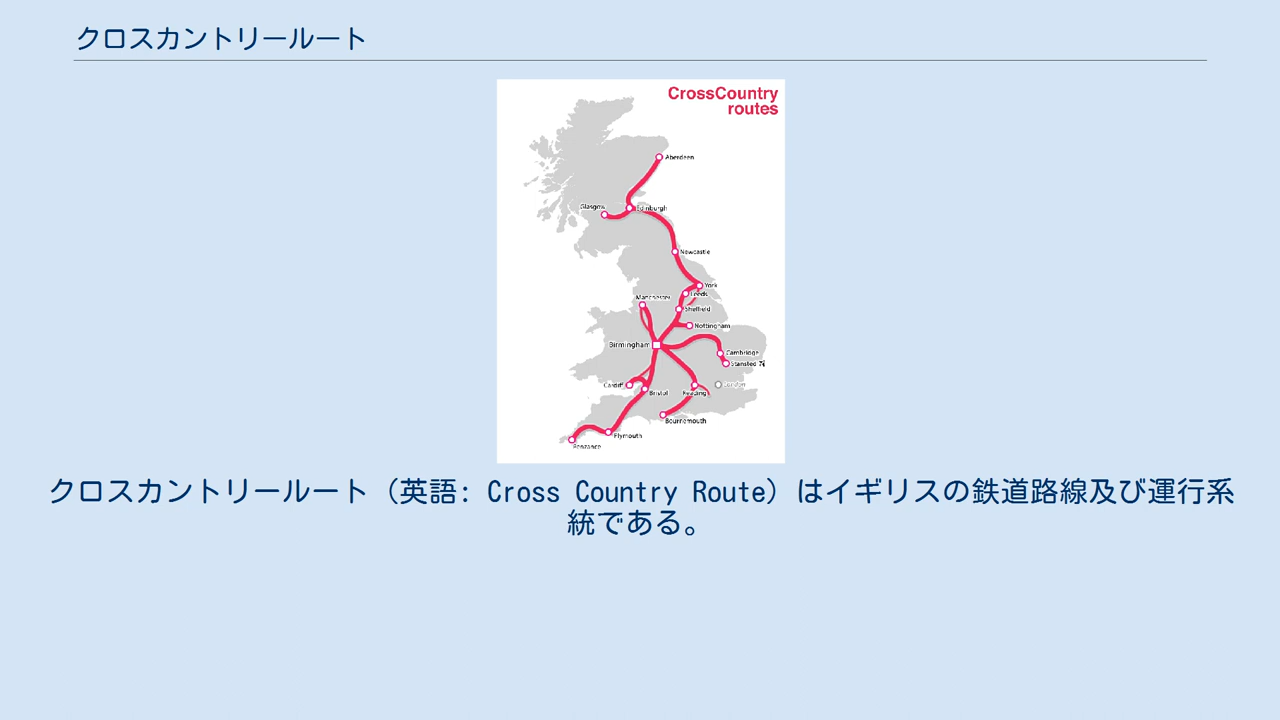 クロスカントリールート
CrossCountry
routes
Aberdeen
Glasgow
Edinburgh
Newcastle
York
Leeds
Manchester
Sheffield
Nottingham
Birmingham
Cambridge
Stansted
Cardiff
London
Bristol
Reading
Bournemouth
Plymouth
Penzance
クロスカントリールート（英語: Cross Country Route）はイギリスの鉄道路線及び運行系
統である。